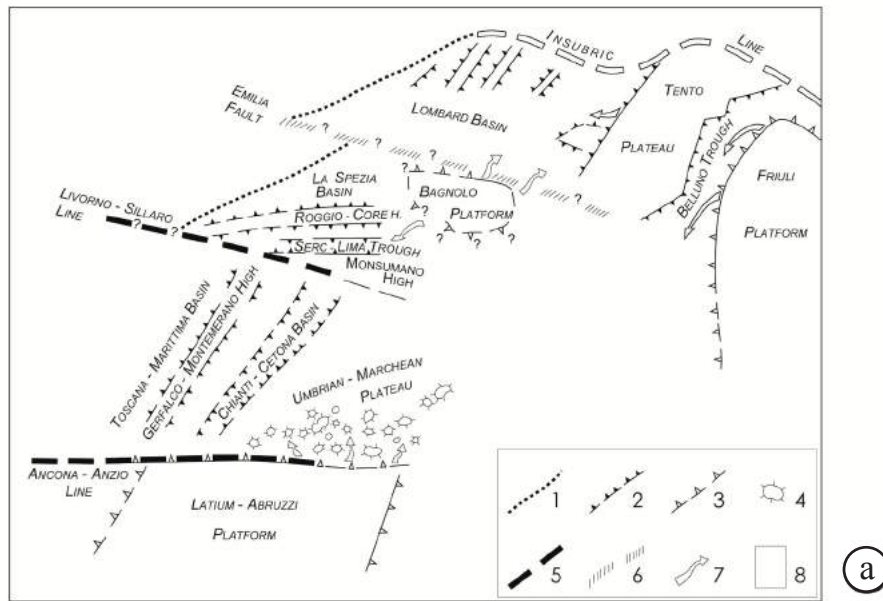 INSUBRIC
LINE
EMILIA
FAULT
LOMBARD BASIN
TENTO
PLATEAU
BELLUNO TROUGH
FRIULI
PLATFORM
?
?
?
?
?
LIVORNO - SILLARO
LINE
?
?
LA SPEZIA
BASIN
ROGGIO - CORE H.
SERC - LIMA TROUGH
MONSUMANO
HIGH
BAGNOLO
PLATFORM
?
?
?
?
?
TOSCANA - MARITTIMA BASIN
GERFALCO - MONTEMERANO HIGH
CHIANTI - CETONA BASIN
UMBRIAN - MARCHEAN
PLATEAU
ANCONA - ANZIO
LINE
LATIUM - ABRUZZI
PLATFORM
1 2 3 4
5 6 7 8
a